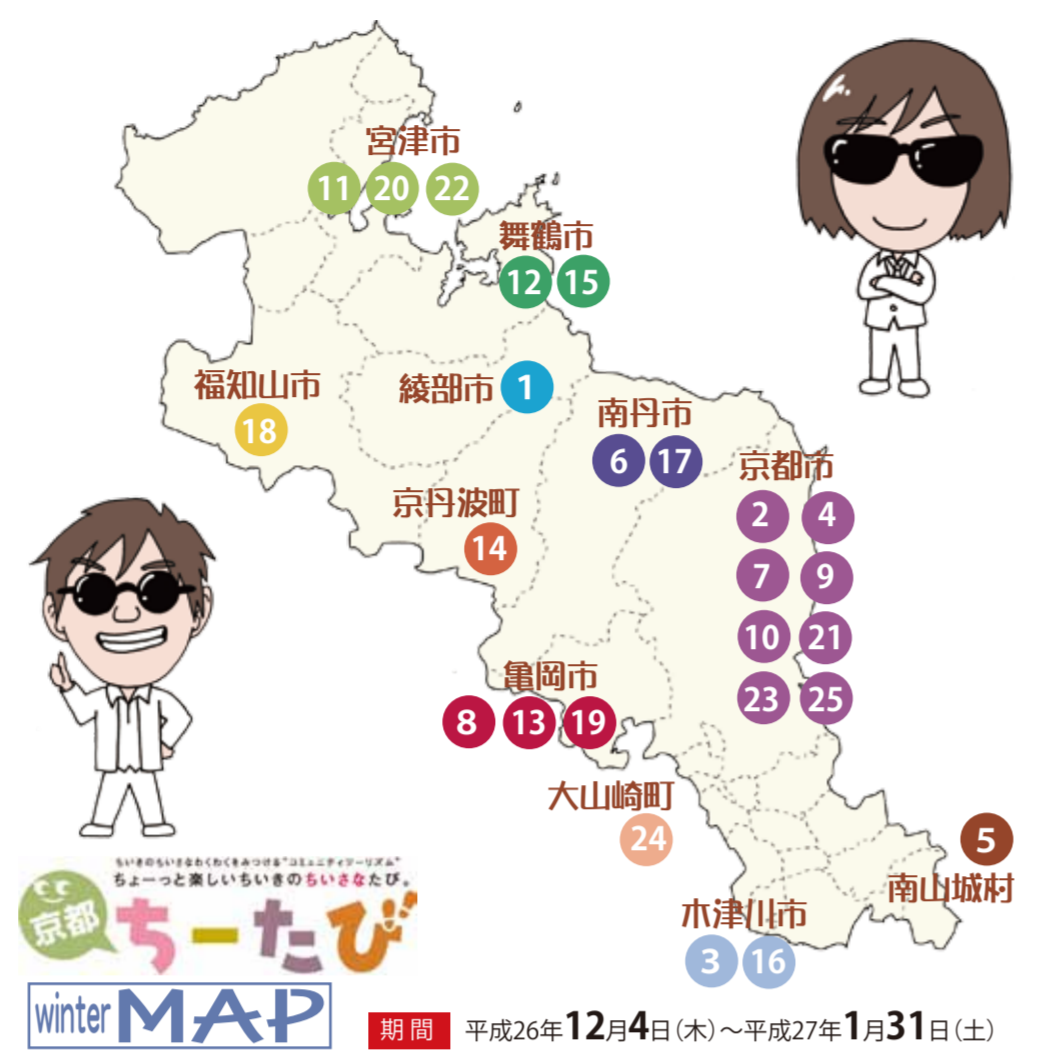 宮津市
11 20 22
舞鶴市
12 15
福知山市
18
綾部市 1
南丹市
6 17
京都市
2 4
7 9
10 21
23 25
京丹波町
14
亀岡市
8 13 19
大山崎町
24
5
南山城村
木津川市
3 16
ちいきのちいさなわくわくをみつける"コミュニティツーリズム"
ちょーっと楽しいちいきのちいさなたび。
京都
ちーたび
winter MAP
期間 平成26年12月4日(木)～平成27年1月31日(土)